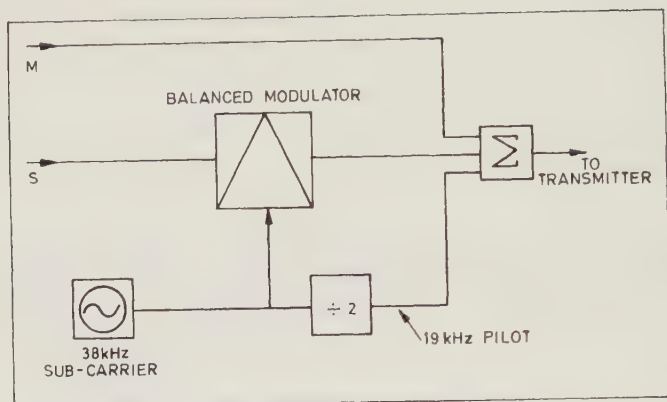 M
BALANCED MODULATOR
S
Σ
TO
TRANSMITTER
÷ 2
19 kHz PILOT
38kHz
SUB-CARRIER